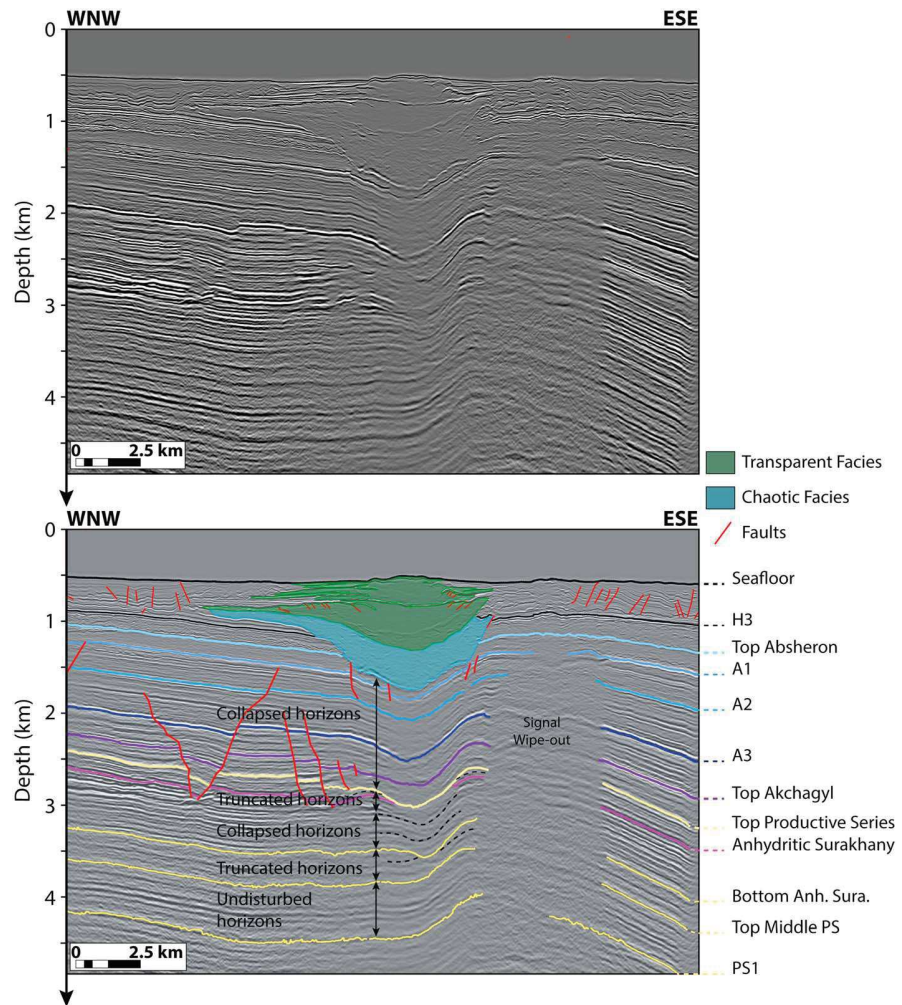 WNW ESE
0
1
2
3
4
Depth (km)
0 2.5 km
Transparent Facies
Chaotic Facies
Faults
WNW ESE
0
1
2
3
4
Depth (km)
Seafloor
H3
Top Absheron
A1
A2
A3
Top Akchagyl
Top Productive Series
Anhydritic Surakhany
Bottom Anh. Sura.
Top Middle PS
PS1
Collapsed horizons
Signal
Wipe-out
Truncated horizons
Collapsed horizons
Truncated horizons
Undisturbed
horizons
0 2.5 km